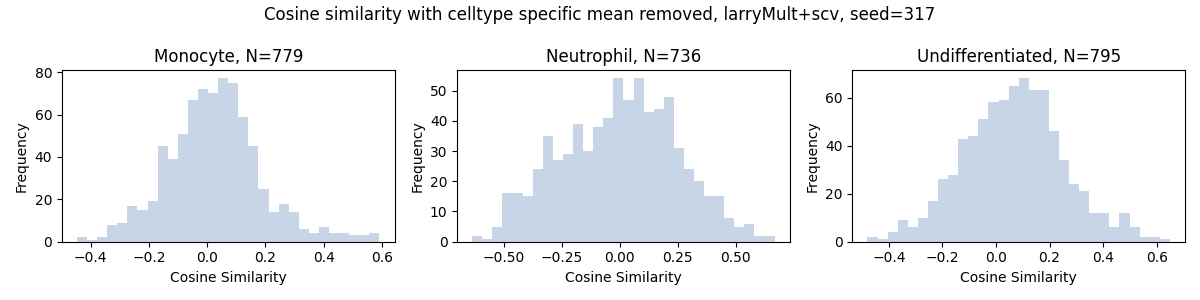 Cosine similarity with celltype specific mean removed, larryMult+scv, seed=317
Monocyte, N=779
Neutrophil, N=736
Undifferentiated, N=795
Frequency
80
60
40
20
0
−0.4 −0.2 0.0 0.2 0.4 0.6
Cosine Similarity
Frequency
50
40
30
20
10
0
−0.50 −0.25 0.00 0.25 0.50
Cosine Similarity
Frequency
60
40
20
0
−0.4 −0.2 0.0 0.2 0.4 0.6
Cosine Similarity